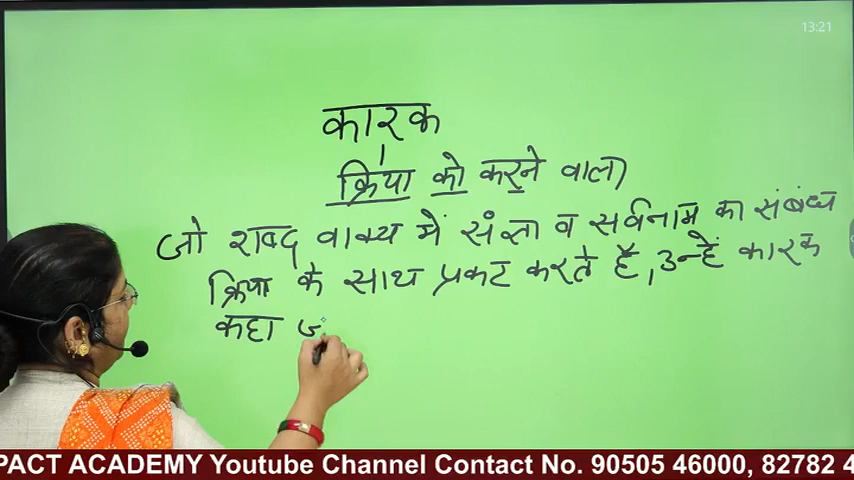 13:21
कारक
क्रिया को करने वाला
जो शब्द वाक्य में संज्ञा व सर्वनाम का संबंध
क्रिया के साथ प्रकट करते हैं, उन्हें कारक
कहा ज
PACT ACADEMY Youtube Channel Contact No. 90505 46000, 82782 4